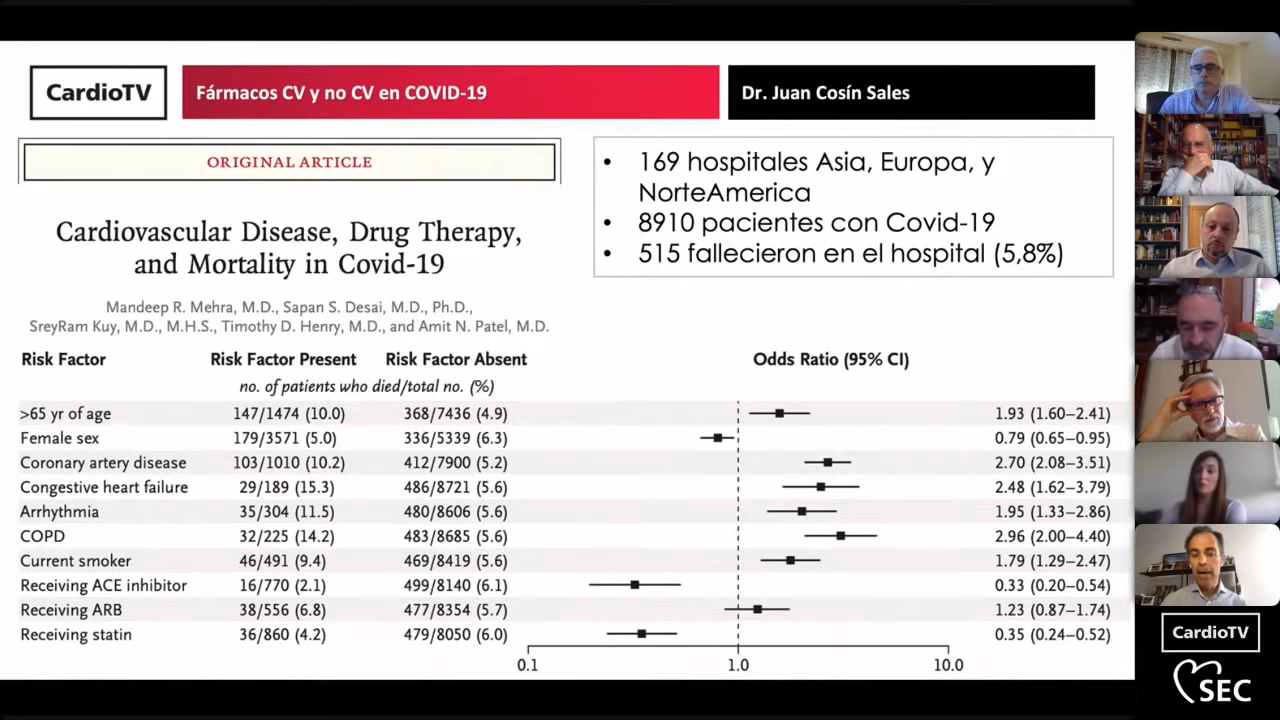 CardioTV
Fármacos CV y no CV en COVID-19
Dr. Juan Cosín Sales
ORIGINAL ARTICLE
Cardiovascular Disease, Drug Therapy,
and Mortality in Covid-19
Mandeep R. Mehra, M.D., Sapan S. Desai, M.D., Ph.D.,
SreyRam Kuy, M.D., M.H.S., Timothy D. Henry, M.D., and Amit N. Patel, M.D.
• 169 hospitales Asia, Europa, y
NorteAmerica
• 8910 pacientes con Covid-19
• 515 fallecieron en el hospital (5,8%)
Risk Factor Risk Factor Present Risk Factor Absent Odds Ratio (95% CI)
no. of patients who died/total no. (%)
>65 yr of age 147/1474 (10.0) 368/7436 (4.9) 1.93 (1.60–2.41)
Female sex 179/3571 (5.0) 336/5339 (6.3) 0.79 (0.65–0.95)
Coronary artery disease 103/1010 (10.2) 412/7900 (5.2) 2.70 (2.08–3.51)
Congestive heart failure 29/189 (15.3) 486/8721 (5.6) 2.48 (1.62–3.79)
Arrhythmia 35/304 (11.5) 480/8606 (5.6) 1.95 (1.33–2.86)
COPD 32/225 (14.2) 483/8685 (5.6) 2.96 (2.00–4.40)
Current smoker 46/491 (9.4) 469/8419 (5.6) 1.79 (1.29–2.47)
Receiving ACE inhibitor 16/770 (2.1) 499/8140 (6.1) 0.33 (0.20–0.54)
Receiving ARB 38/556 (6.8) 477/8354 (5.7) 1.23 (0.87–1.74)
Receiving statin 36/860 (4.2) 479/8050 (6.0) 0.35 (0.24–0.52)
0.1 1.0 10.0
CardioTV
SEC